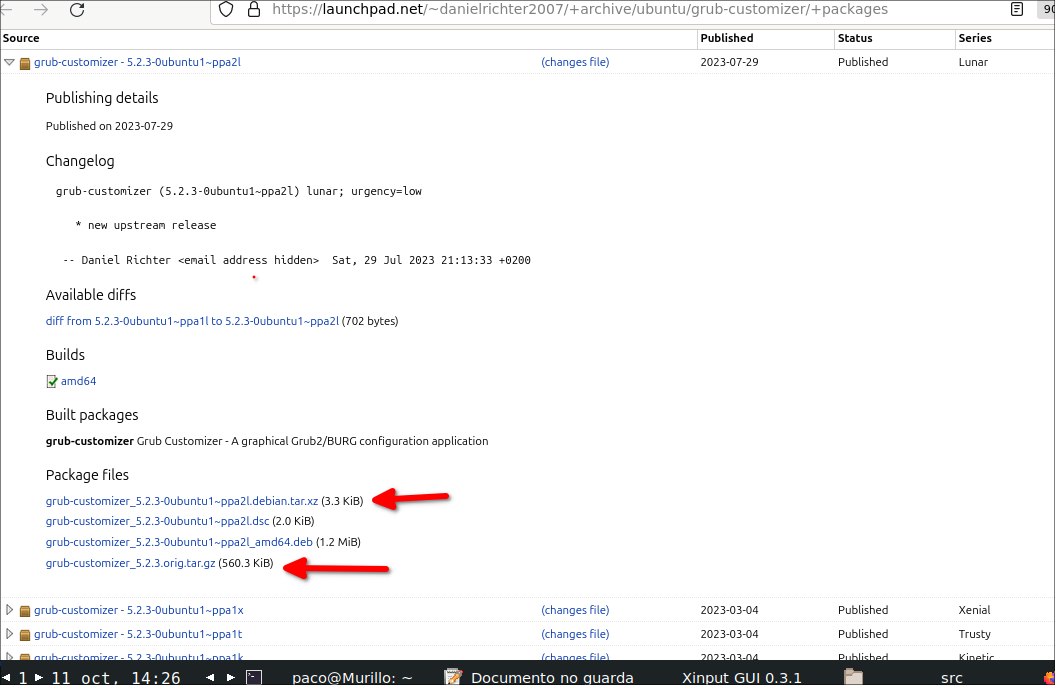 https://launchpad.net/~danielrichter2007/+archive/ubuntu/grub-customizer/+packages 90
Source Published Status Series
grub-customizer - 5.2.3-0ubuntu1~ppa2l (changes file) 2023-07-29 Published Lunar
Publishing details
Published on 2023-07-29
Changelog
grub-customizer (5.2.3-0ubuntu1~ppa2l) lunar; urgency=low
* new upstream release
-- Daniel Richter <email address hidden>  Sat, 29 Jul 2023 21:13:33 +0200
Available diffs
diff from 5.2.3-0ubuntu1~ppa1l to 5.2.3-0ubuntu1~ppa2l (702 bytes)
Builds
amd64
Built packages
grub-customizer Grub Customizer - A graphical Grub2/BURG configuration application
Package files
grub-customizer_5.2.3-0ubuntu1~ppa2l.debian.tar.xz (3.3 KiB)
grub-customizer_5.2.3-0ubuntu1~ppa2l.dsc (2.0 KiB)
grub-customizer_5.2.3-0ubuntu1~ppa2l_amd64.deb (1.2 MiB)
grub-customizer_5.2.3.orig.tar.gz (560.3 KiB)
grub-customizer - 5.2.3-0ubuntu1~ppa1x (changes file) 2023-03-04 Published Xenial
grub-customizer - 5.2.3-0ubuntu1~ppa1t (changes file) 2023-03-04 Published Trusty
grub-customizer - 5.2.3-0ubuntu1~ppa1k (changes file) 2023-03-04 Published Kinetic
1 11 oct, 14:26 paco@Murillo: ~ Documento no guarda Xinput GUI 0.3.1 src